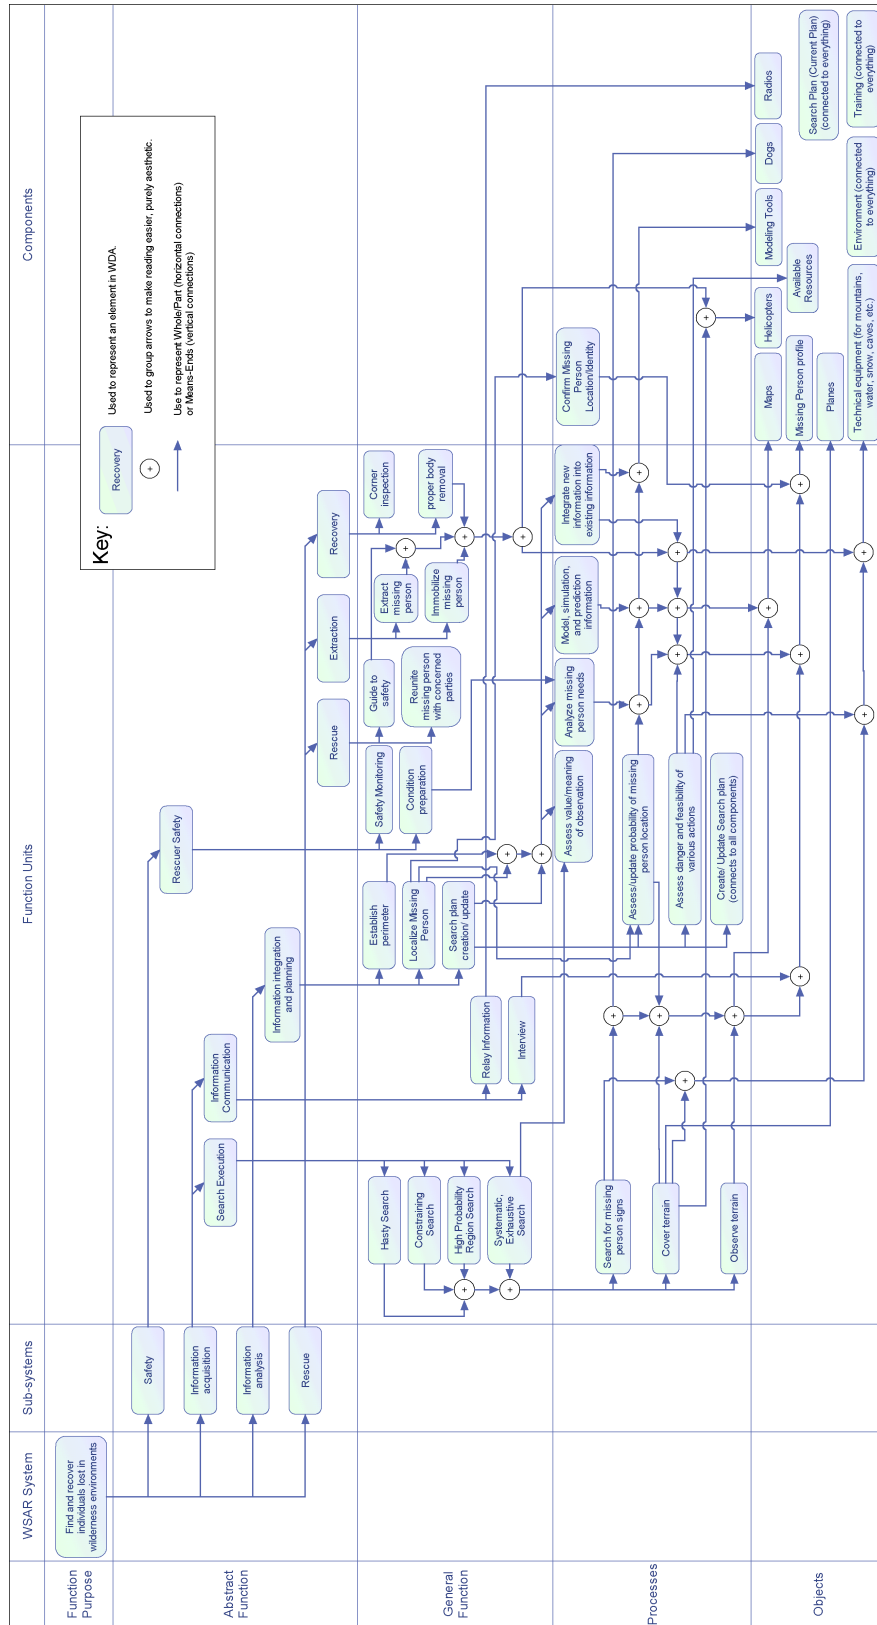 WSAR System
Sub-systems
Function Units
Components
Function
Purpose
Find and recover
individuals lost in
wilderness environments
Key:
Recovery
Used to represent an element in WDA.
+
Used to group arrows to make reading easier, purely aesthetic.
Use to represent Whole/Part (horizontal connections)
or Means-Ends (vertical connections)
Abstract
Function
Safety
Rescuer Safety
Information
acquisition
Search Execution
Information
Communication
Information
analysis
Information integration
and planning
Rescue
Rescue
Extraction
Recovery
General
Function
Hasty Search
Constraining
Search
High Probability
Region Search
Systematic,
Exhaustive
Search
+
+
Relay Information
Interview
Establish
perimeter
Localize Missing
Person
Search plan
creation/ update
+
+
Safety Monitoring
Condition
preparation
Guide to
safety
Reunite
missing person
with concerned
parties
Extract
missing
person
Immobilize
missing
person
+
+
+
Corner
inspection
proper body
removal
Processes
Search for missing
person signs
Cover terrain
Observe terrain
+
+
+
+
Assess value/meaning
of observation
Assess/update probability of missing
person location
Assess danger and feasibility of
various actions
Create/ Update Search plan
(connects to all components)
Analyze missing
person needs
Model, simulation,
and prediction
information
Integrate new
information into
existing information
+
+
+
+
+
+
+
Confirm Missing
Person
Location/Identity
Objects
+
+
+
+
+
+
Maps
Helicopters
Modeling Tools
Dogs
Radios
Missing Person profile
Available
Resources
Search Plan (Current Plan)
(connected to everything)
Planes
Technical equipment (for mountains,
water, snow, caves, etc.)
Environment (connected
to everything)
Training (connected to
everything)